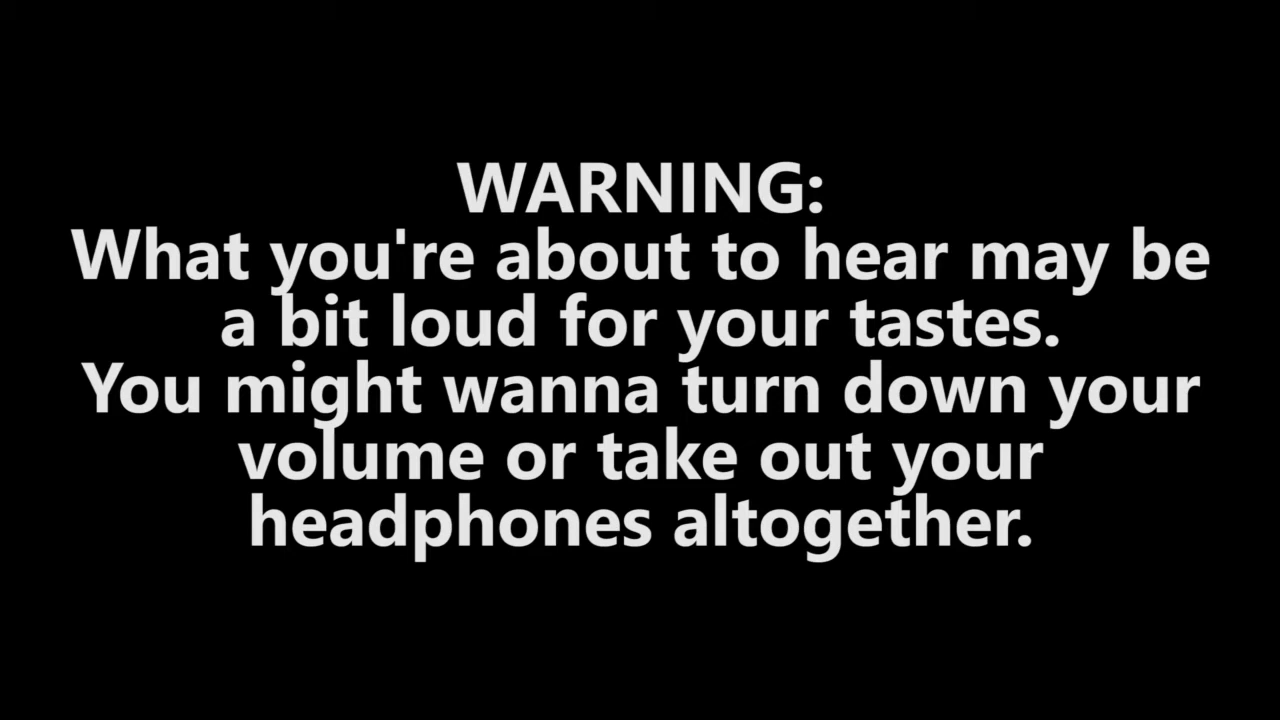 WARNING:
What you're about to hear may be
a bit loud for your tastes.
You might wanna turn down your
volume or take out your
headphones altogether.